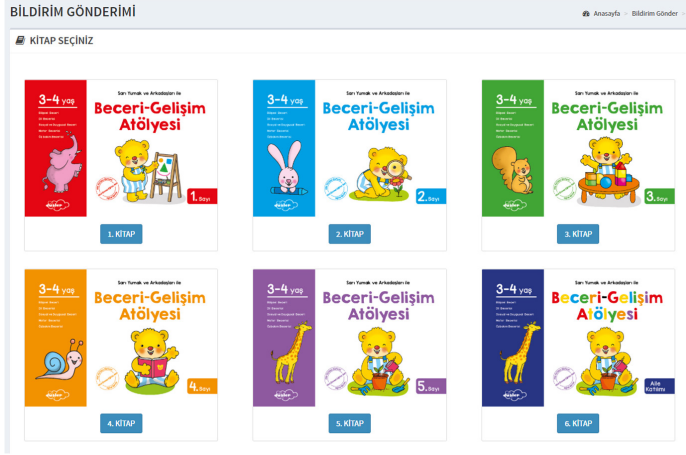 BİLDİRİM GÖNDERİMİ
Anasayfa > Bildirim Gönder >
KİTAP SEÇİNİZ
3-4 yaş
Sarı Yumak ve Arkadaşları ile
Beceri-Gelişim
Atölyesi
1. Sayı
1. KİTAP
3-4 yaş
Sarı Yumak ve Arkadaşları ile
Beceri-Gelişim
Atölyesi
2. Sayı
2. KİTAP
3-4 yaş
Sarı Yumak ve Arkadaşları ile
Beceri-Gelişim
Atölyesi
3. Sayı
3. KİTAP
3-4 yaş
Sarı Yumak ve Arkadaşları ile
Beceri-Gelişim
Atölyesi
4. Sayı
4. KİTAP
3-4 yaş
Sarı Yumak ve Arkadaşları ile
Beceri-Gelişim
Atölyesi
5. Sayı
5. KİTAP
3-4 yaş
Sarı Yumak ve Arkadaşları ile
Beceri-Gelişim
Atölyesi
Aile
Katılımı
6. KİTAP